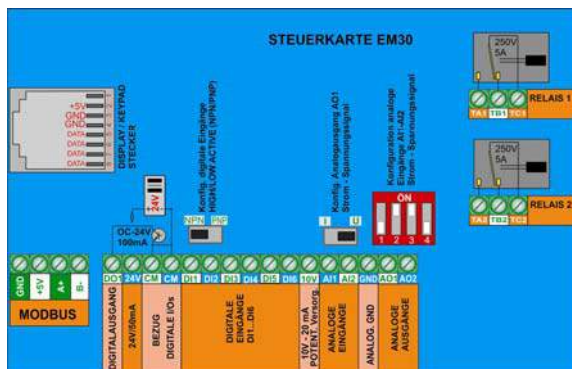 STEUERKARTE EM30
250V
5A
RELAIS 1
TA1 TB1 TC1
250V
5A
RELAIS 2
TA2 TB2 TC2
+5V
GND
GND
DATA
DATA
DATA
DATA
DISPLAY / KEYPAD
STECKER
Konfig. digitale Eingänge
HIGH/LOW ACTIVE (NPN/PNP)
NPN PNP
24V
OC-24V
100mA
Konfig. Analogausgang AO1
Strom - Spannungssignal
I U
Konfiguration analoge
Eingänge AI1-AI2
Strom - Spannungssignal
ON
1 2 3 4
GND +5V A+ B-
MODBUS
DO1 24V CM CM DI1 DI2 DI3 DI4 DI5 DI6 10V AI1 AI2 GND AO1 AO2
DIGITALAUSGANG
24V/50mA
BEZUG
DIGITALE I/Os
DIGITALE
EINGÄNGE
DI1...DI6
10V - 20 mA
POTENT. Versorg.
ANALOGE
EINGÄNGE
ANALOG. GND
ANALOGE
AUSGÄNGE